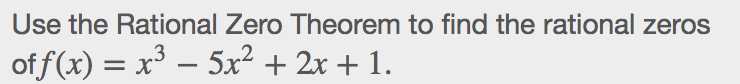 Use the Rational Zero Theorem to find the rational zeros
of f(x) = x³ − 5x² + 2x + 1.